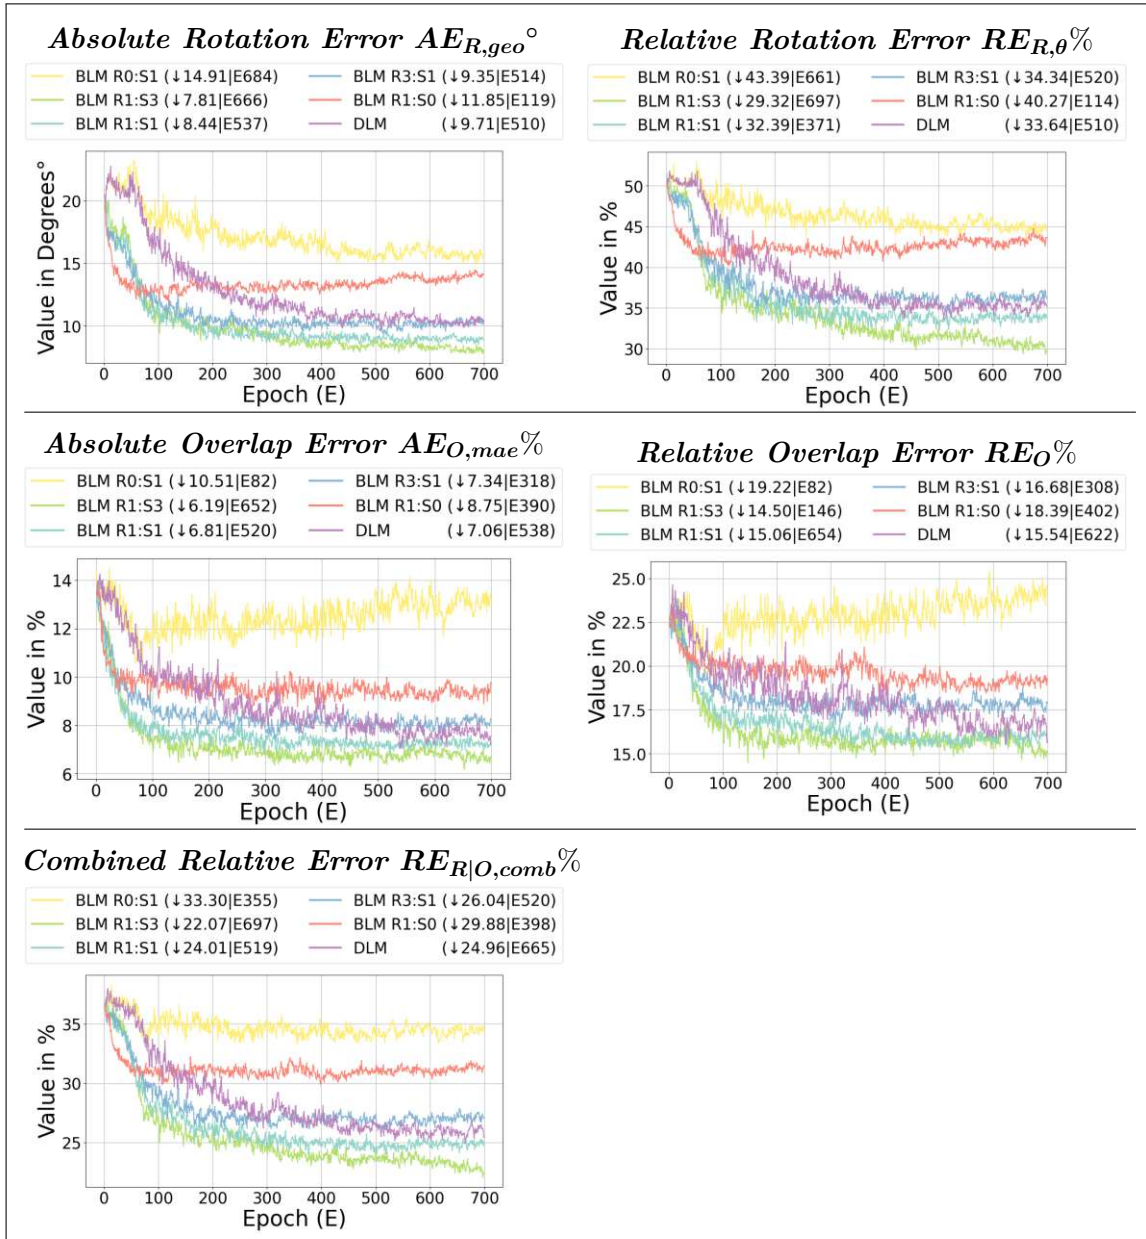 Absolute Rotation Error AE_{R,geo}°
BLM R0:S1 (↓14.91|E684) BLM R3:S1 (↓9.35|E514)
BLM R1:S3 (↓7.81|E666) BLM R1:S0 (↓11.85|E119)
BLM R1:S1 (↓8.44|E537) DLM (↓9.71|E510)
Value in Degrees°
20
15
10
0 100 200 300 400 500 600 700
Epoch (E)
Relative Rotation Error RE_{R,θ}%
BLM R0:S1 (↓43.39|E661) BLM R3:S1 (↓34.34|E520)
BLM R1:S3 (↓29.32|E697) BLM R1:S0 (↓40.27|E114)
BLM R1:S1 (↓32.39|E371) DLM (↓33.64|E510)
Value in %
50
45
40
35
30
0 100 200 300 400 500 600 700
Epoch (E)
Absolute Overlap Error AE_{O,mae}%
BLM R0:S1 (↓10.51|E82) BLM R3:S1 (↓7.34|E318)
BLM R1:S3 (↓6.19|E652) BLM R1:S0 (↓8.75|E390)
BLM R1:S1 (↓6.81|E520) DLM (↓7.06|E538)
Value in %
14
12
10
8
6
0 100 200 300 400 500 600 700
Epoch (E)
Relative Overlap Error RE_O%
BLM R0:S1 (↓19.22|E82) BLM R3:S1 (↓16.68|E308)
BLM R1:S3 (↓14.50|E146) BLM R1:S0 (↓18.39|E402)
BLM R1:S1 (↓15.06|E654) DLM (↓15.54|E622)
Value in %
25.0
22.5
20.0
17.5
15.0
0 100 200 300 400 500 600 700
Epoch (E)
Combined Relative Error RE_{R|O,comb}%
BLM R0:S1 (↓33.30|E355) BLM R3:S1 (↓26.04|E520)
BLM R1:S3 (↓22.07|E697) BLM R1:S0 (↓29.88|E398)
BLM R1:S1 (↓24.01|E519) DLM (↓24.96|E665)
Value in %
35
30
25
0 100 200 300 400 500 600 700
Epoch (E)